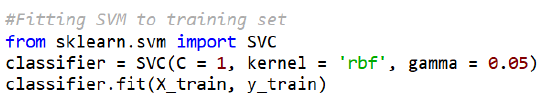 #Fitting SVM to training set
from sklearn.svm import SVC
classifier = SVC(C = 1, kernel = 'rbf', gamma = 0.05)
classifier.fit(X_train, y_train)